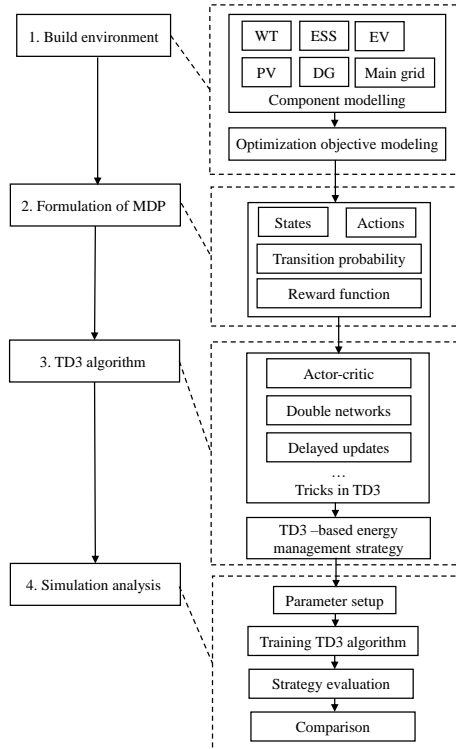 1. Build environment
WT
ESS
EV
PV
DG
Main grid
Component modelling
Optimization objective modeling
2. Formulation of MDP
States
Actions
Transition probability
Reward function
3. TD3 algorithm
Actor-critic
Double networks
Delayed updates
…
Tricks in TD3
TD3 –based energy
management strategy
4. Simulation analysis
Parameter setup
Training TD3 algorithm
Strategy evaluation
Comparison